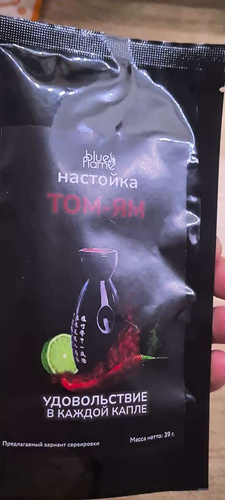 blue
flame
настойка
ТОМ-ЯМ
УДОВОЛЬСТВИЕ
В КАЖДОЙ КАПЛЕ
Предлагаемый вариант сервировки
Масса нетто: 39 г.